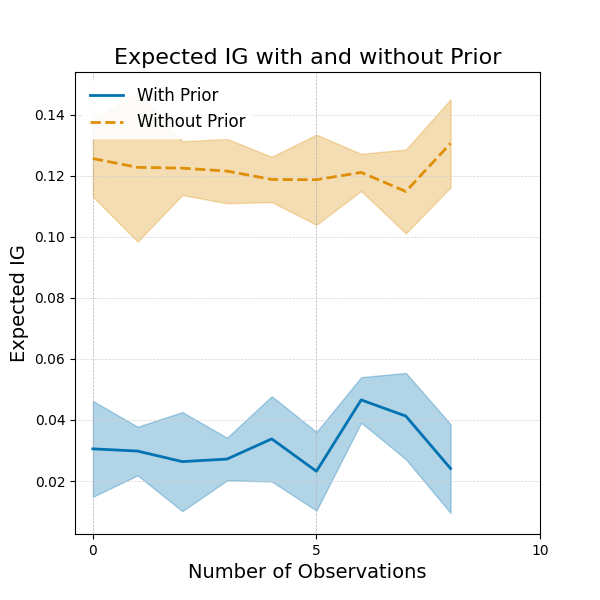 Expected IG with and without Prior
With Prior
Without Prior
0.14
0.12
0.10
0.08
0.06
0.04
0.02
Expected IG
0 5 10
Number of Observations